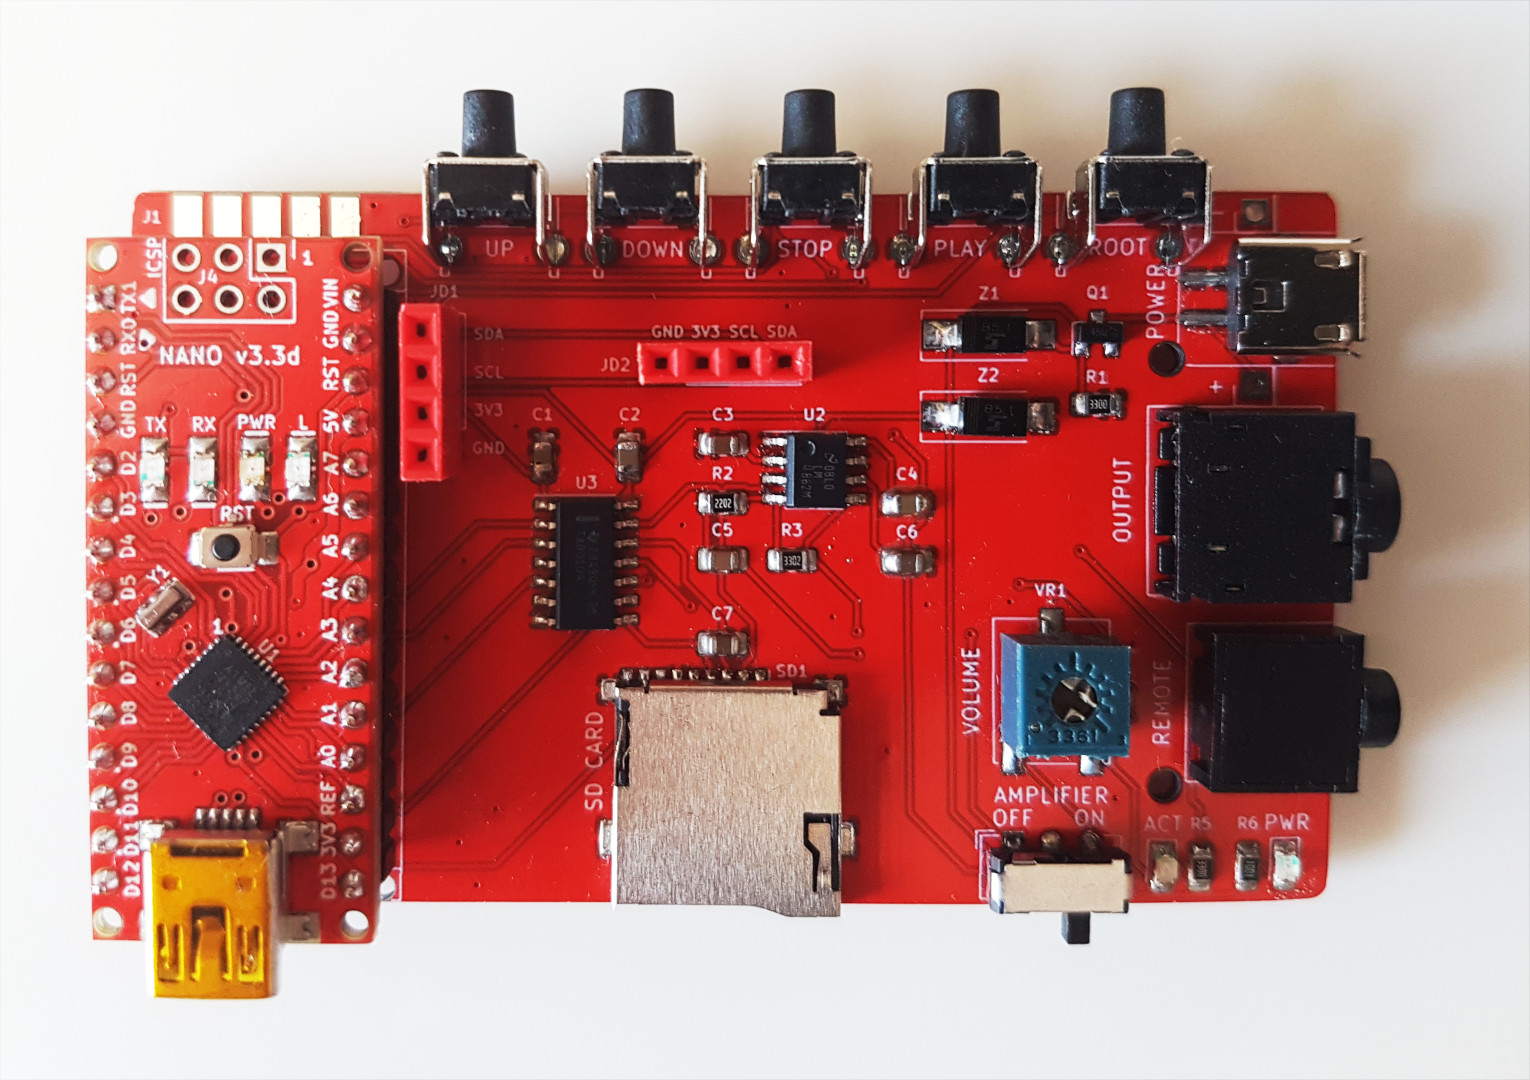 J1
UP
DOWN
STOP
PLAY
ROOT
ICSP
J4
1
TX1
RX0
RST
GND
D2
D3
D4
D5
D6
D7
D8
D9
D10
D11
D12
NANO v3.3d
TX
RX
PWR
L
RST
Y1
1
U1
VIN
GND
RST
5V
A7
A6
A5
A4
A3
A2
A1
A0
REF
3V3
D13
JD1
SDA
SCL
3V3
GND
GND 3V3 SCL SDA
JD2
Z1
Q1
POWER
Z2
R1
3300
+
C1
C2
C3
U2
R2
2202
C4
U3
C5
R3
3302
C6
C7
SD1
SD CARD
OUTPUT
VR1
VOLUME
3361
REMOTE
AMPLIFIER
OFF
ON
ACT
R5
R6
PWR